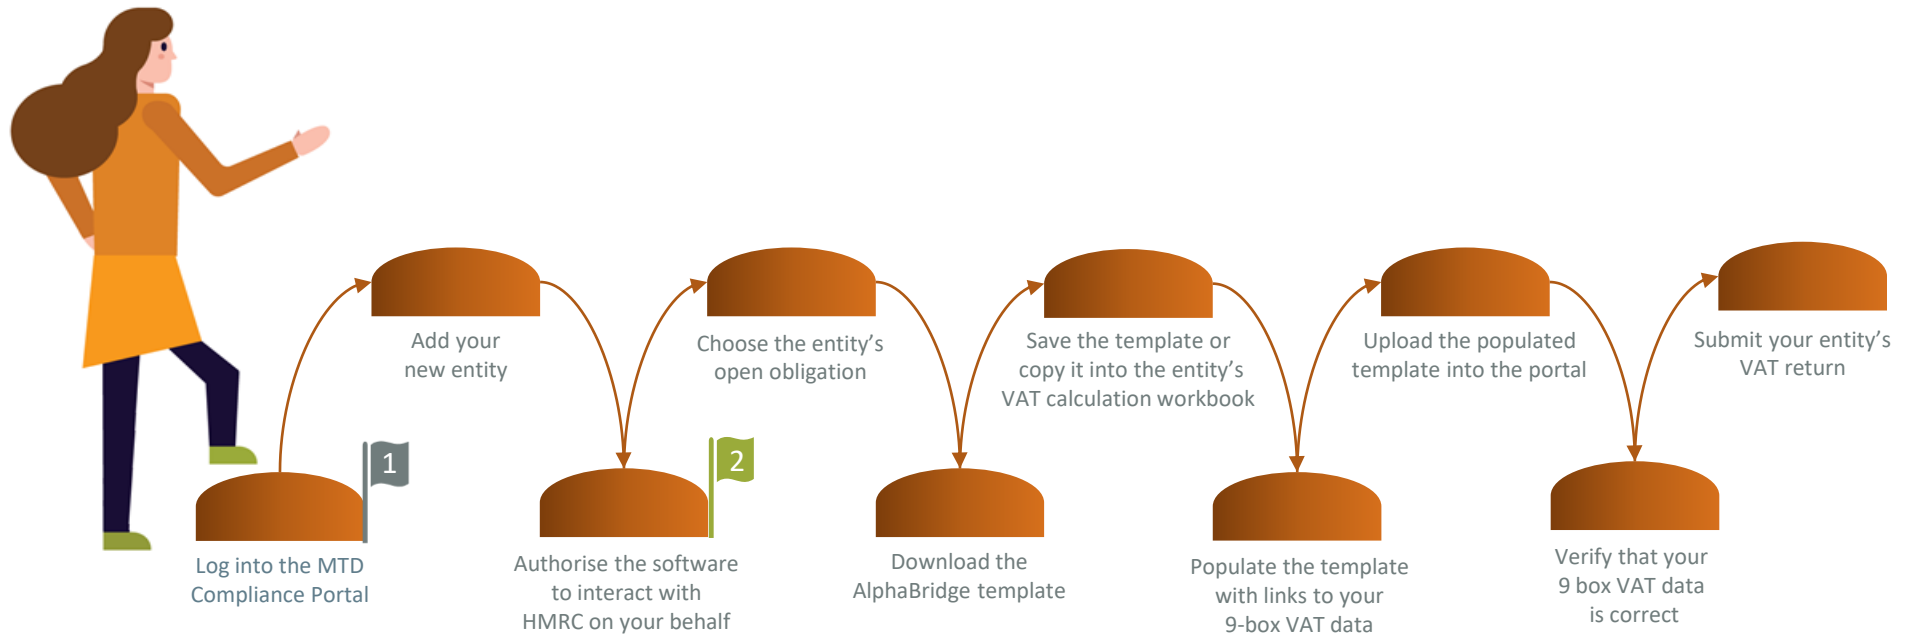 1
Log into the MTD
Compliance Portal
Add your
new entity
2
Authorise the software
to interact with
HMRC on your behalf
Choose the entity’s
open obligation
Download the
AlphaBridge template
Save the template or
copy it into the entity’s
VAT calculation workbook
Populate the template
with links to your
9-box VAT data
Upload the populated
template into the portal
Verify that your
9 box VAT data
is correct
Submit your entity’s
VAT return